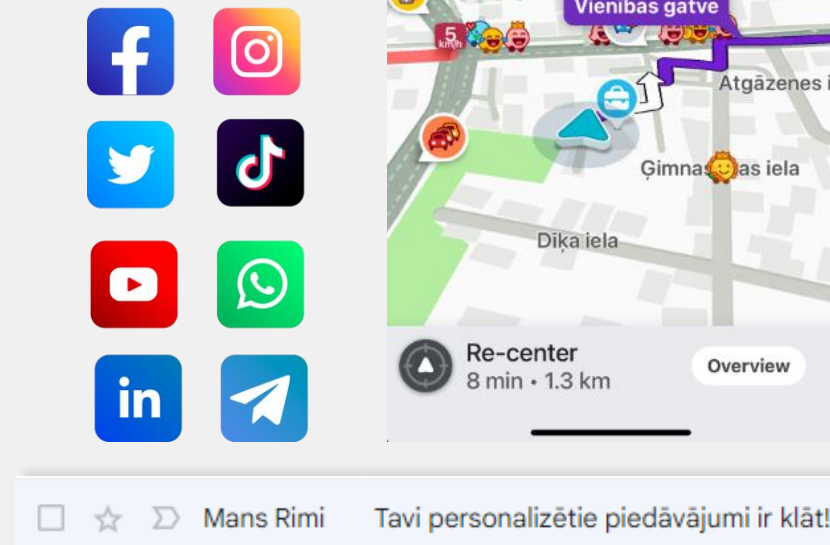 Vienības gatve
5
km/h
Atgāzenes i
Ģimna as iela
Dīķa iela
in
Re-center
8 min • 1.3 km
Overview
Mans Rimi Tavi personalizētie piedāvājumi ir klāt!